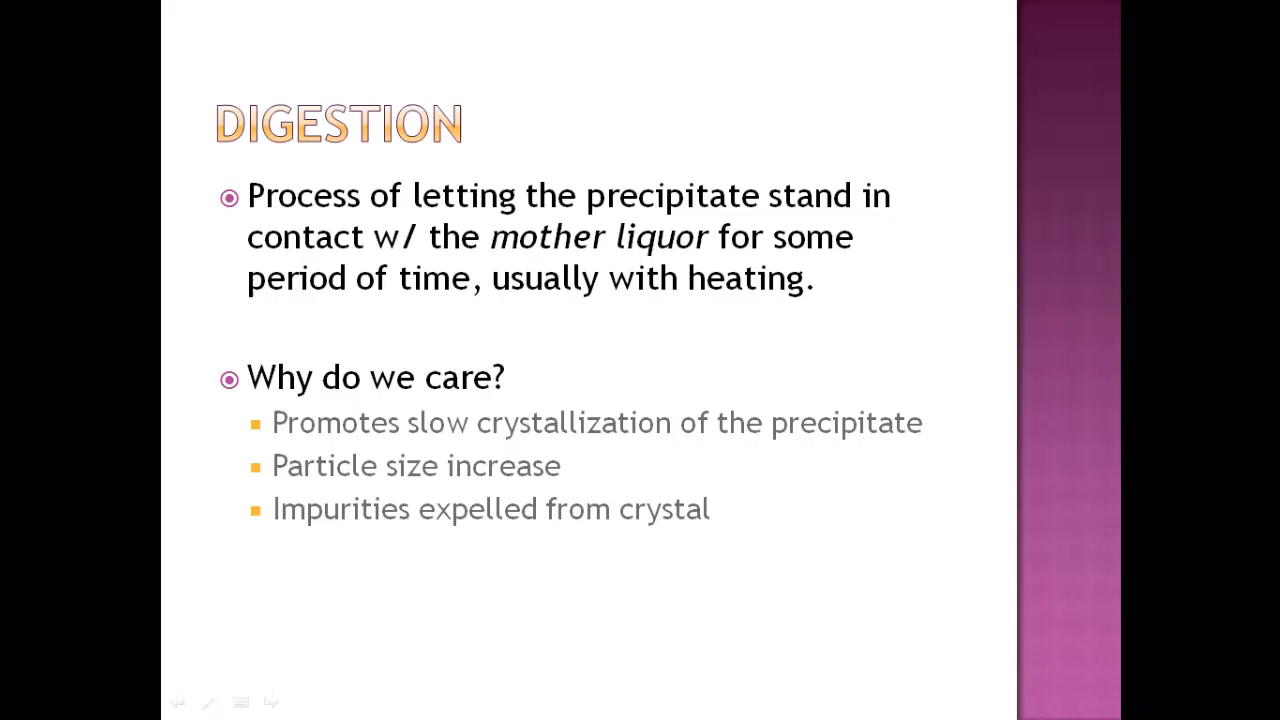 DIGESTION
Process of letting the precipitate stand in
contact w/ the mother liquor for some
period of time, usually with heating.
Why do we care?
Promotes slow crystallization of the precipitate
Particle size increase
Impurities expelled from crystal